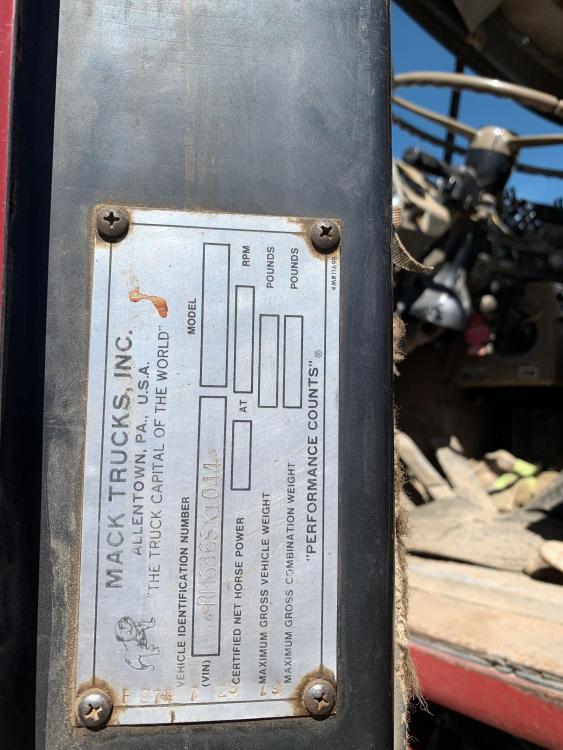 MACK TRUCKS, INC.
ALLENTOWN, PA., U.S.A.
"THE TRUCK CAPITAL OF THE WORLD"
VEHICLE IDENTIFICATION NUMBER MODEL
(VIN)
CERTIFIED NET HORSE POWER AT RPM
MAXIMUM GROSS VEHICLE WEIGHT POUNDS
MAXIMUM GROSS COMBINATION WEIGHT POUNDS
"PERFORMANCE COUNTS"®
4MR1169B